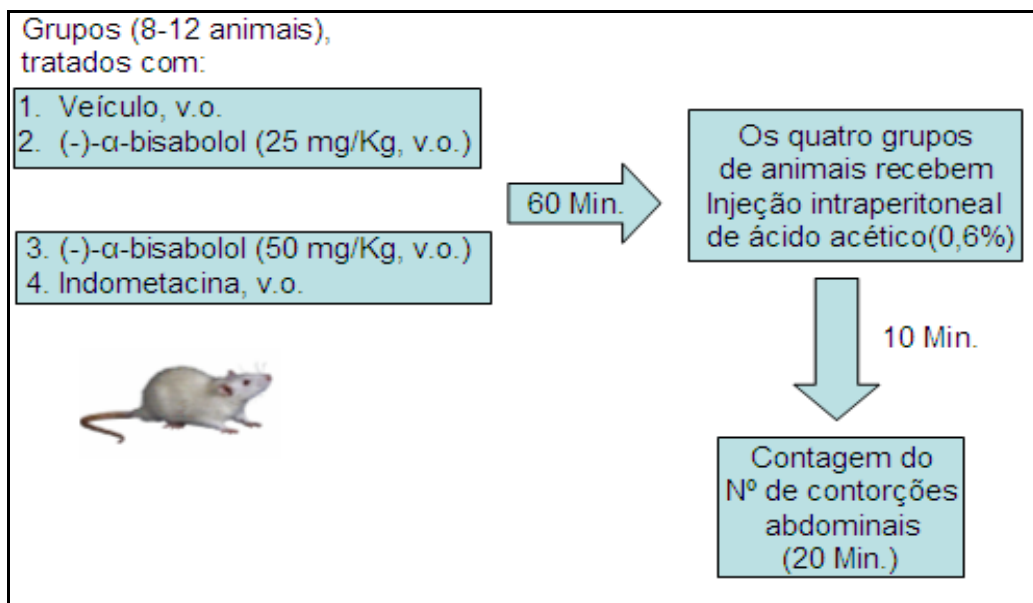 Grupos (8-12 animais),
tratados com:
1. Veículo, v.o.
2. (-)-α-bisabolol (25 mg/Kg, v.o.)
3. (-)-α-bisabolol (50 mg/Kg, v.o.)
4. Indometacina, v.o.
60 Min.
Os quatro grupos
de animais recebem
Injeção intraperitoneal
de ácido acético(0,6%)
10 Min.
Contagem do
Nº de contorções
abdominais
(20 Min.)